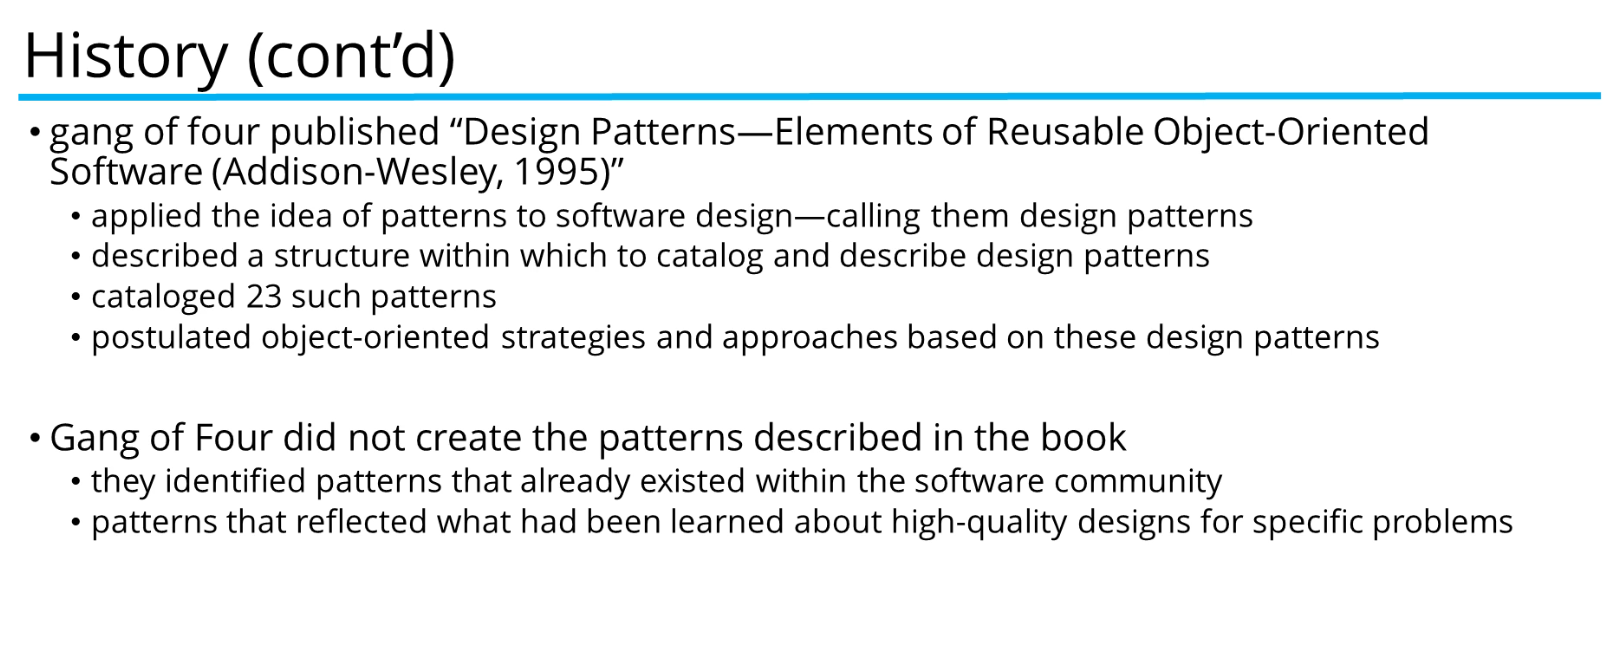 History (cont’d)
• gang of four published “Design Patterns—Elements of Reusable Object-Oriented
Software (Addison-Wesley, 1995)”
• applied the idea of patterns to software design—calling them design patterns
• described a structure within which to catalog and describe design patterns
• cataloged 23 such patterns
• postulated object-oriented strategies and approaches based on these design patterns
• Gang of Four did not create the patterns described in the book
• they identified patterns that already existed within the software community
• patterns that reflected what had been learned about high-quality designs for specific problems